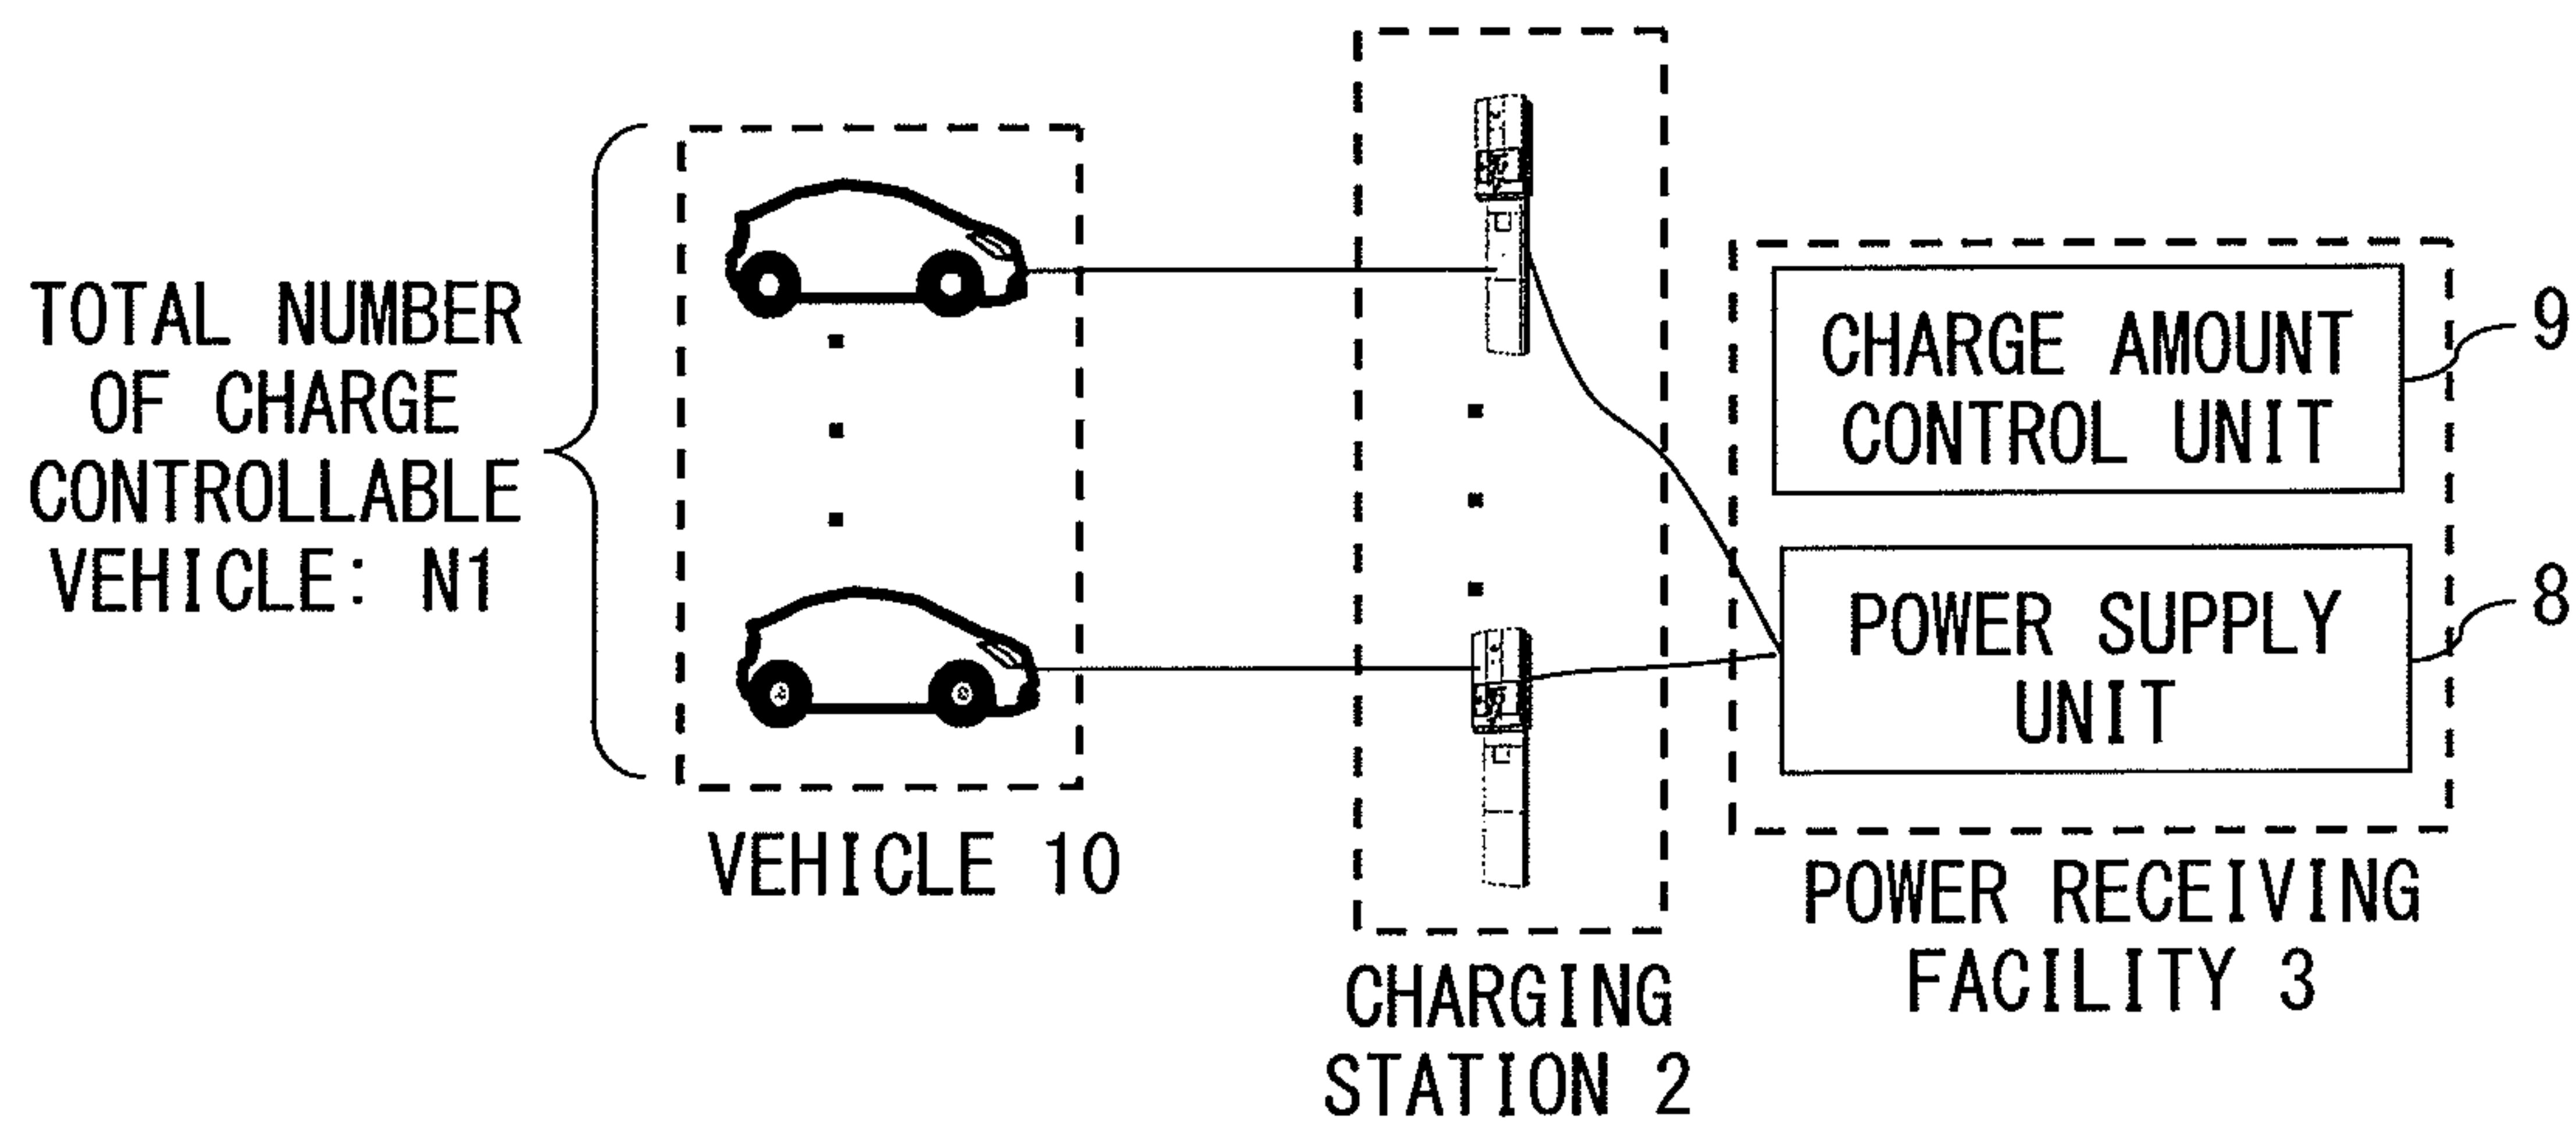 TOTAL NUMBER
OF CHARGE
CONTROLLABLE
VEHICLE: N1
VEHICLE 10
CHARGING
STATION 2
CHARGE AMOUNT
CONTROL UNIT
9
POWER SUPPLY
UNIT
8
POWER RECEIVING
FACILITY 3